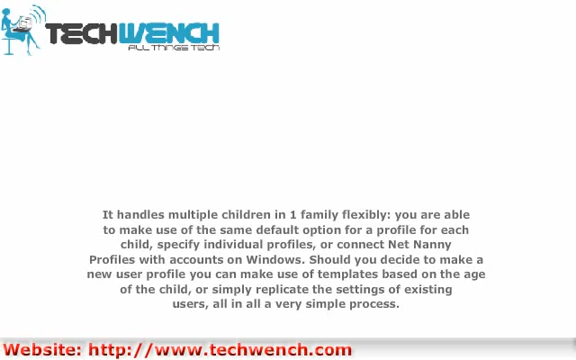 TECHWENCH
ALL THINGS TECH
It handles multiple children in 1 family flexibly: you are able
to make use of the same default option for a profile for each
child, specify individual profiles, or connect Net Nanny
Profiles with accounts on Windows. Should you decide to make a
new user profile you can make use of templates based on the age
of the child, or simply replicate the settings of existing
users, all in all a very simple process.
Website: http://www.techwench.com